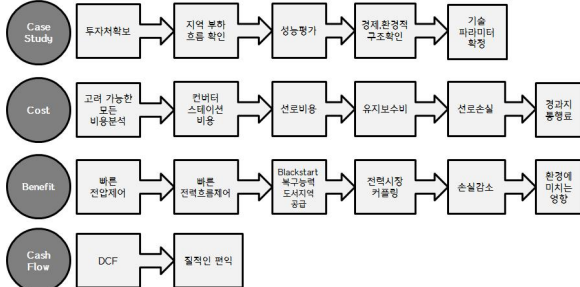 Case
Study
투자처확보
지역 부하
흐름 확인
성능평가
경제,환경적
구조확인
기술
파라미터
확정
Cost
고려 가능한
모든
비용분석
컨버터
스테이션
비용
선로비용
유지보수비
선로손실
경과지
통행료
Benefit
빠른
전압제어
빠른
전력흐름제어
Blackstart
복구능력
도서지역
공급
전력시장
커플링
손실감소
환경에
미치는
영향
Cash
Flow
DCF
질적인 편익